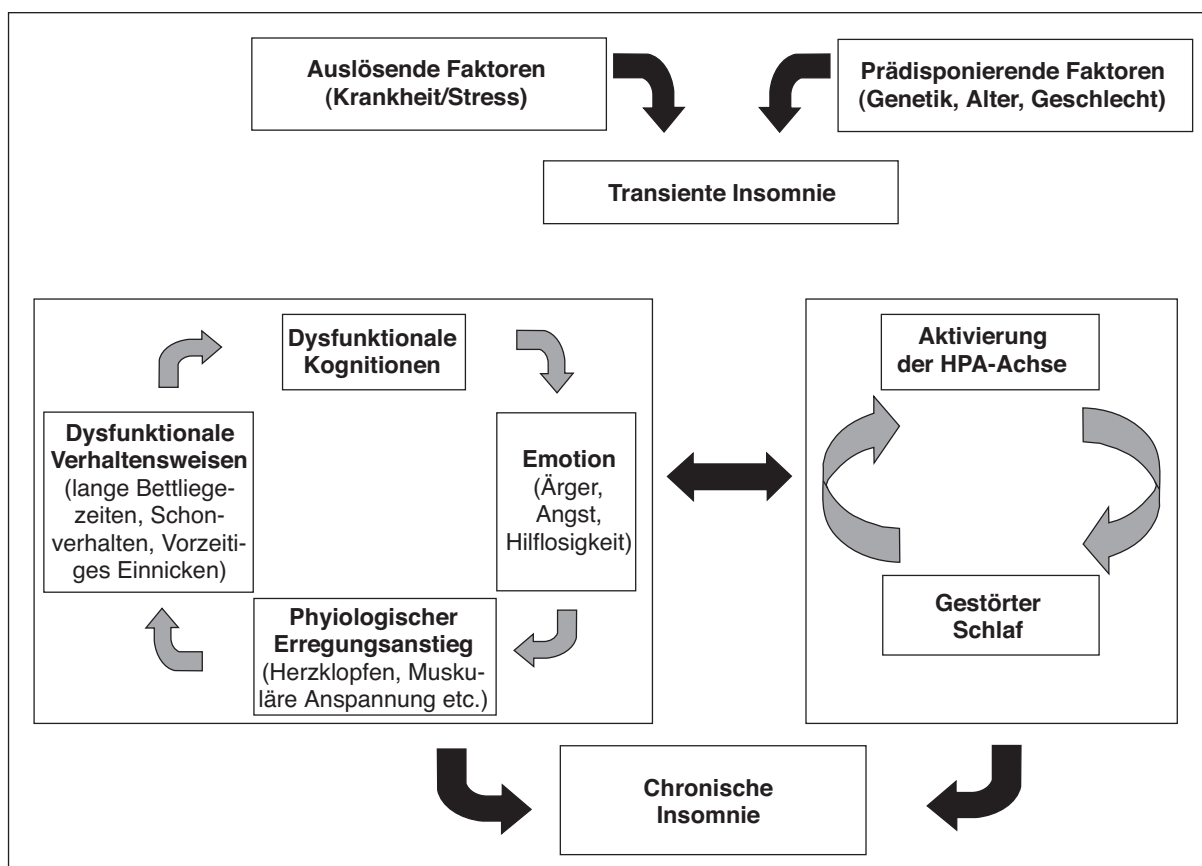 Auslösende Faktoren
(Krankheit/Stress)
Prädisponierende Faktoren
(Genetik, Alter, Geschlecht)
Transiente Insomnie
Dysfunktionale
Kognitionen
Dysfunktionale
Verhaltensweisen
(lange Bettliege-
zeiten, Schon-
verhalten, Vorzeiti-
ges Einnicken)
Emotion
(Ärger,
Angst,
Hilflosigkeit)
Phyiologischer
Erregungsanstieg
(Herzklopfen, Musku-
läre Anspannung etc.)
Aktivierung
der HPA-Achse
Gestörter
Schlaf
Chronische
Insomnie